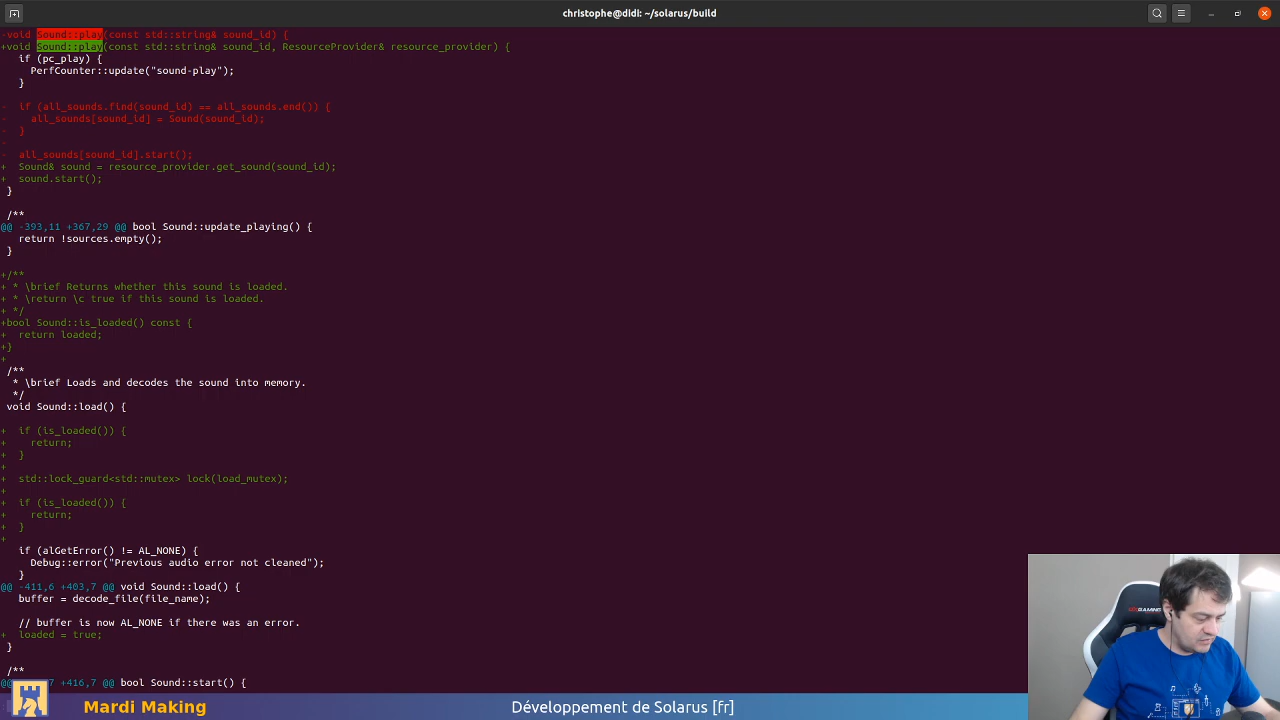 christophe@didi: ~/solarus/build
-void Sound::play(const std::string& sound_id) {
+void Sound::play(const std::string& sound_id, ResourceProvider& resource_provider) {
   if (pc_play) {
     PerfCounter::update("sound-play");
   }
-  if (all_sounds.find(sound_id) == all_sounds.end()) {
-    all_sounds[sound_id] = Sound(sound_id);
-  }
-
-  all_sounds[sound_id].start();
+  Sound& sound = resource_provider.get_sound(sound_id);
+  sound.start();
 }
 /**
@@ -393,11 +367,29 @@ bool Sound::update_playing() {
   return !sources.empty();
 }
+/**
+ * \brief Returns whether this sound is loaded.
+ * \return \c true if this sound is loaded.
+ */
+bool Sound::is_loaded() const {
+  return loaded;
+}
+
 /**
  * \brief Loads and decodes the sound into memory.
  */
 void Sound::load() {
+  if (is_loaded()) {
+    return;
+  }
+
+  std::lock_guard<std::mutex> lock(load_mutex);
+
+  if (is_loaded()) {
+    return;
+  }
+
   if (alGetError() != AL_NONE) {
     Debug::error("Previous audio error not cleaned");
   }
@@ -411,6 +403,7 @@ void Sound::load() {
   buffer = decode_file(file_name);
   // buffer is now AL_NONE if there was an error.
+  loaded = true;
 }
 /**
+416,7 @@ bool Sound::start() {
Mardi Making
Développement de Solarus [fr]